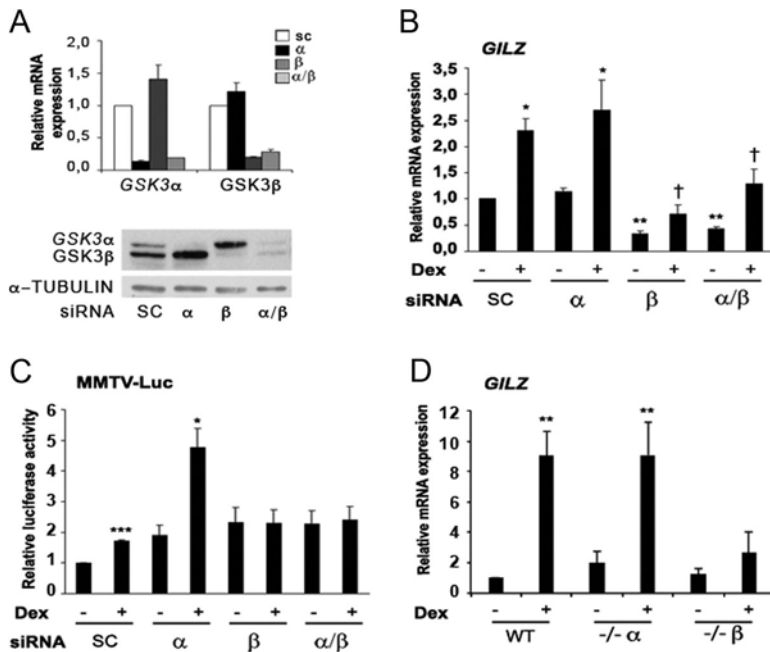 A
Relative mRNA expression
2,0
1,5
1,0
0,5
0,0
sc
α
β
α/β
GSK3α GSK3β
GSK3α
GSK3β
α-TUBULIN
siRNA SC α β α/β
B
GILZ
Relative mRNA expression
3,5
3,0
2,5
2,0
1,5
1,0
0,5
0,0
* * ** † ** †
Dex - + - + - + - +
siRNA SC α β α/β
C
MMTV-Luc
Relative luciferase activity
6
5
4
3
2
1
0
*** *
Dex - + - + - + - +
siRNA SC α β α/β
D
GILZ
Relative mRNA expression
12
10
8
6
4
2
0
** **
Dex - + - + - +
WT -/- α -/- β